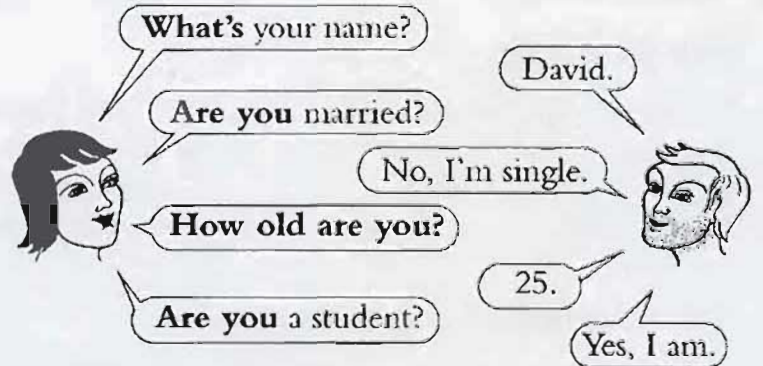 What's your name?
David.
Are you married?
No, I'm single.
How old are you?
25.
Are you a student?
Yes, I am.